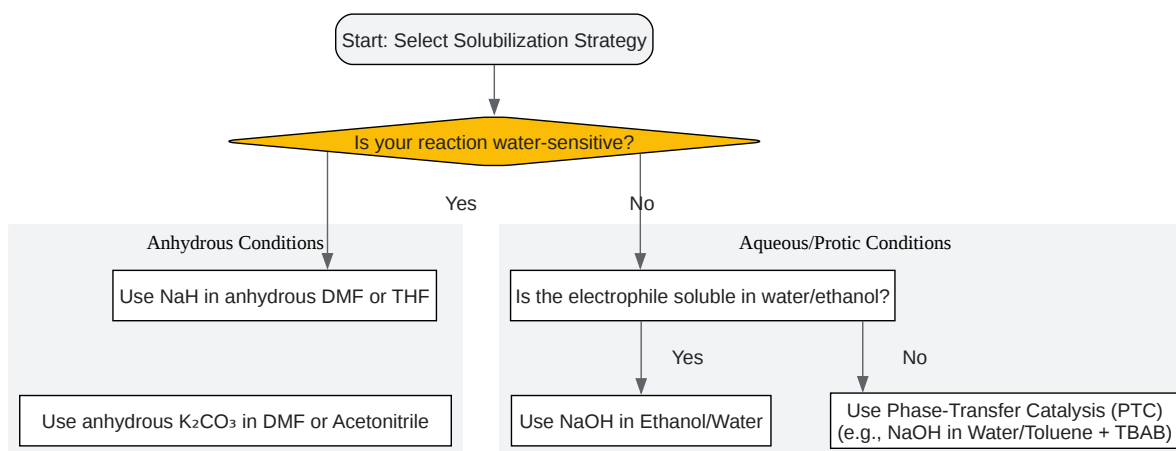 Start: Select Solubilization Strategy
Is your reaction water-sensitive?
Yes
No
Anhydrous Conditions
Aqueous/Protic Conditions
Use NaH in anhydrous DMF or THF
Is the electrophile soluble in water/ethanol?
Yes
No
Use anhydrous K₂CO₃ in DMF or Acetonitrile
Use NaOH in Ethanol/Water
Use Phase-Transfer Catalysis (PTC)
(e.g., NaOH in Water/Toluene + TBAB)